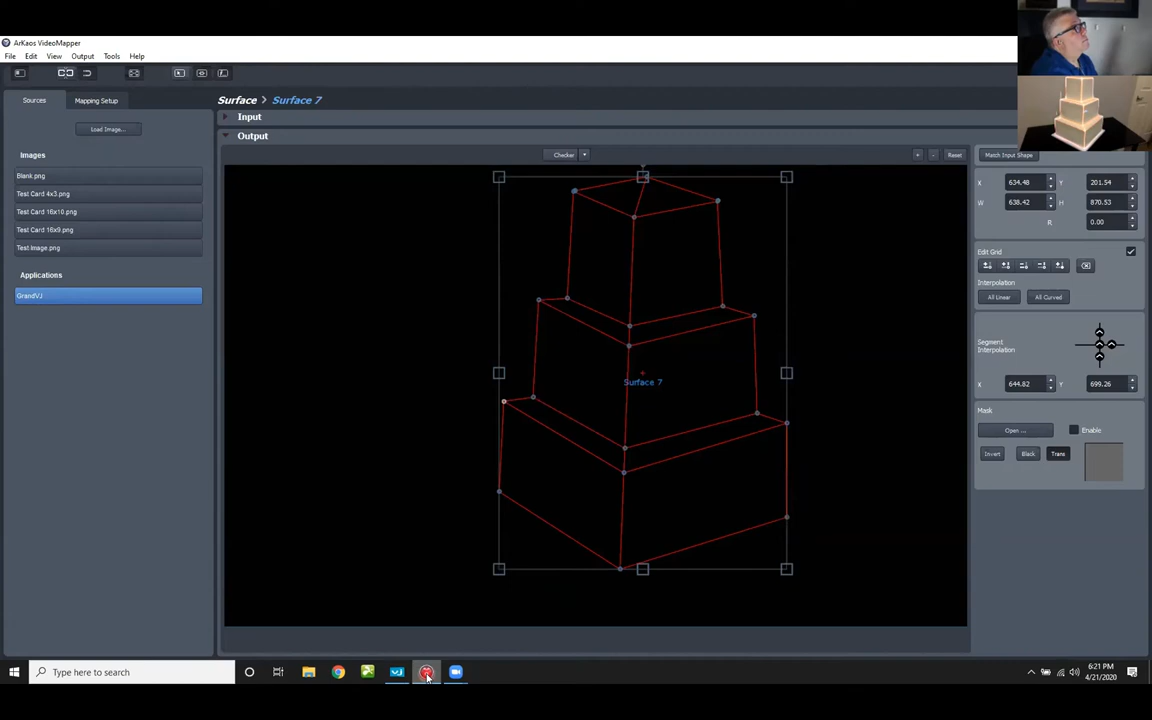 ArKaos VideoMapper
File Edit View Output Tools Help
Sources Mapping Setup
Surface > Surface 7
Input
Output
Load Image...
Checker
+ - Reset
Match Input Shape
Images
Blank.png
Test Card 4x3.png
Test Card 16x10.png
Test Card 16x9.png
Test Image.png
Applications
GrandVJ
X 634.48 Y 201.54
W 638.42 H 870.53
R 0.00
Edit Grid
Interpolation
All Linear All Curved
Segment
Interpolation
X 644.82 Y 699.26
Mask
Open ... Enable
Invert Black Trans
Surface 7
Type here to search
VJ
6:21 PM
4/21/2020